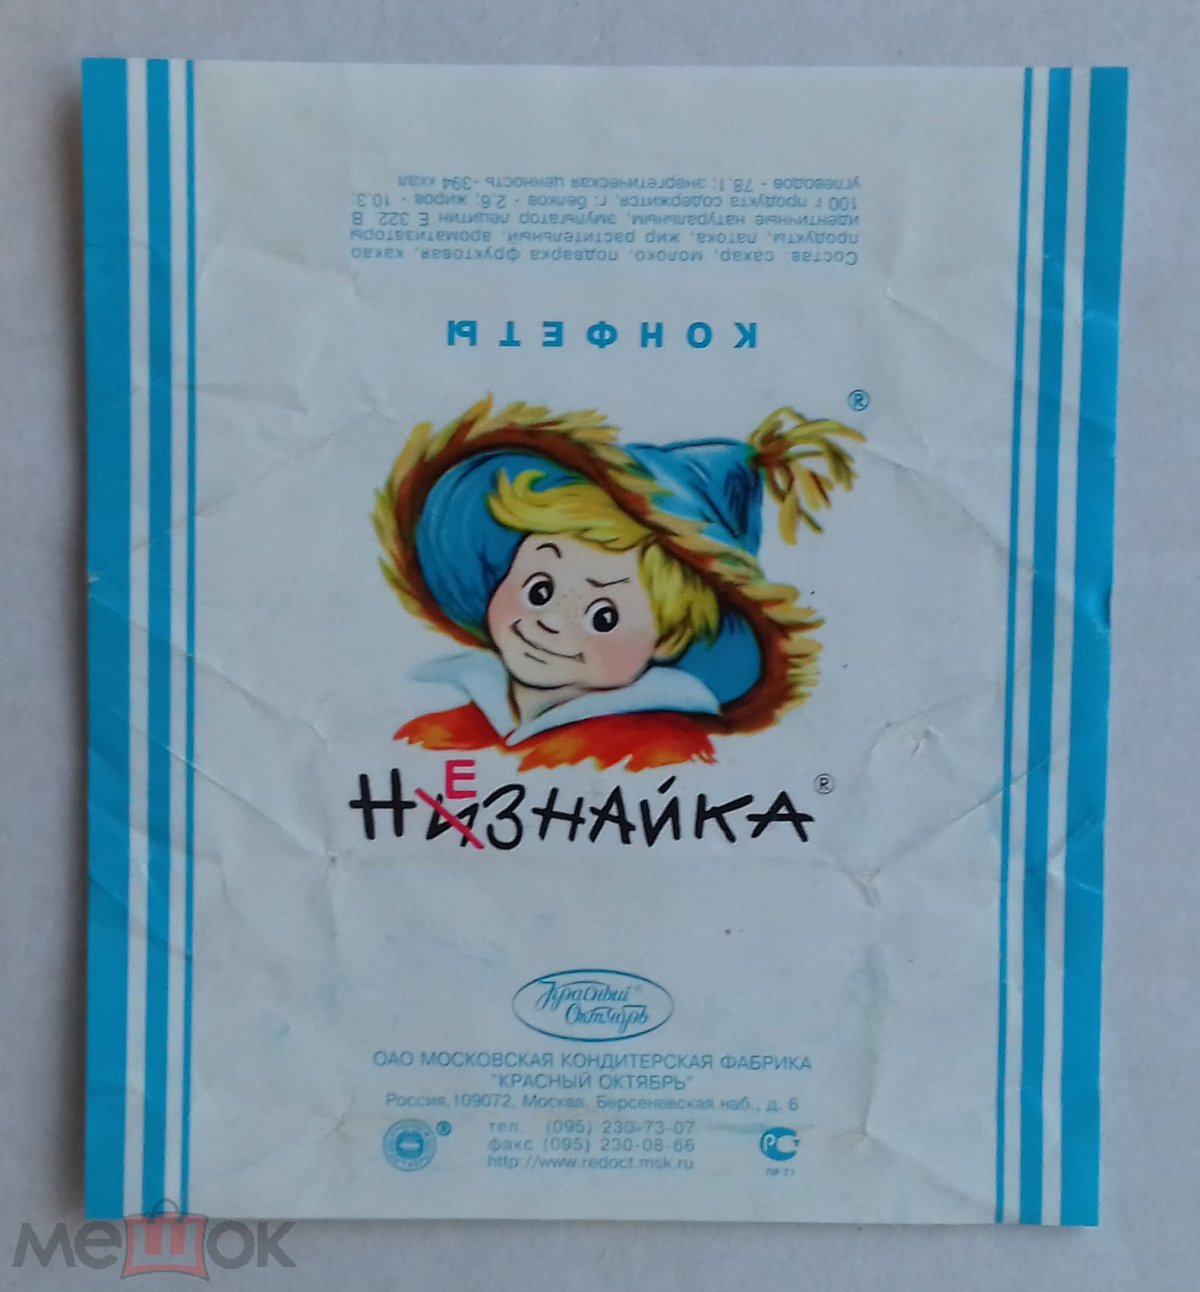 Состав: сахар, молоко, подварка фруктовая, какао
продукты, патока, жир растительный, ароматизаторы
идентичные натуральным, эмульгатор лецитин Е 322. В
100 г продукта содержится, г: белков - 2,6; жиров - 10,3;
углеводов - 78,1; энергетическая ценность -394 ккал
КОНФЕТЫ
®
Е
НИЗНАЙКА ®
Красный ®
Октябрь
ОАО МОСКОВСКАЯ КОНДИТЕРСКАЯ ФАБРИКА
"КРАСНЫЙ ОКТЯБРЬ"
Россия, 109072, Москва, Берсеневская наб., д. 6
тел. (095) 230-73-07
факс (095) 230-08-66
http://www.redoct.msk.ru
®
РСТ
ПР 71
мешок